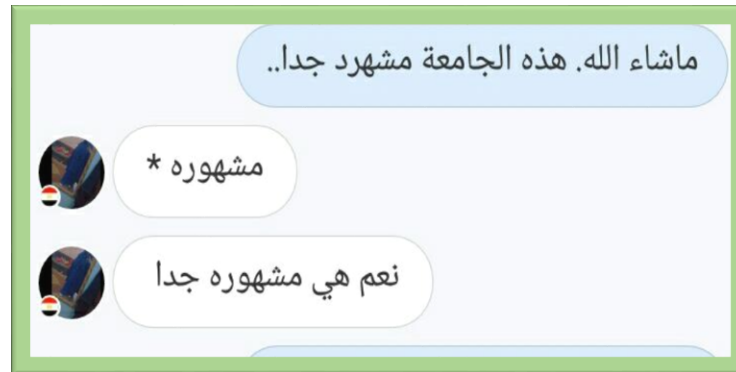 ماشاء الله. هذه الجامعة مشهرد جدا..
مشهوره *
نعم هي مشهوره جدا